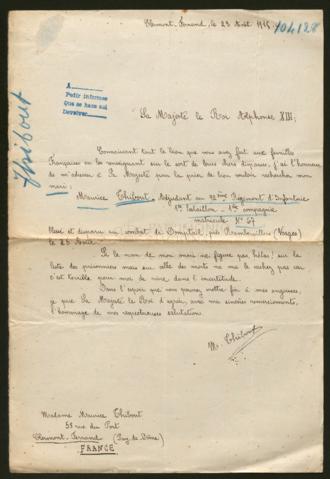 Clermont-Ferrand, le 23 Août 1915
104128
A
Pedir informes
Que se hace asi
Devolver
Thibout
Sa Majesté le Roi Alphonse XIII;
Connaissant tout le bien que vous avez fait aux familles
Françaises en les renseignant sur le sort de leurs disparus, j'ai l'honneur
de m'adresser à Sa Majesté pour la prier de bien vouloir rechercher mon
mari:
Maurice Thibout, Adjudant au 92ème Régiment d'Infanterie
1er bataillon - 1ère compagnie
matricule N° 67
blessé et disparu au combat de Domptail, près Rambervillers (Vosges)
le 25 Août.
Si le nom de mon mari ne figure pas hélas! sur la
liste des prisonniers mais sur celle des morts ne me le cachez pas car
c'est terrible pour moi de vivre dans l'incertitude.
Dans l'espoir que vous pourrez mettre fin à mes angoisses,
je prie Sa Majesté le Roi d'agréer, avec mes sincères remerciements,
l'hommage de mes respectueuses salutations.
M. Thibout
Madame Maurice Thibout
58 rue du Port
Clermont-Ferrand (Puy de Dôme)
FRANCE